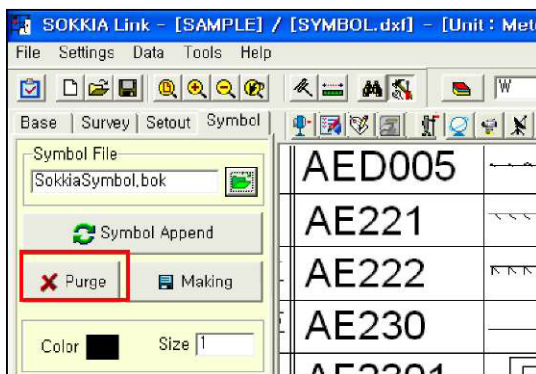 SOKKIA Link - [SAMPLE] / [SYMBOL.dxf] - [Unit : Met
File Settings Data Tools Help
W
Base Survey Setout Symbol
Symbol File
SokkiaSymbol.bok
Symbol Append
Purge Making
Color Size 1
AED005
AE221
AE222
AE230